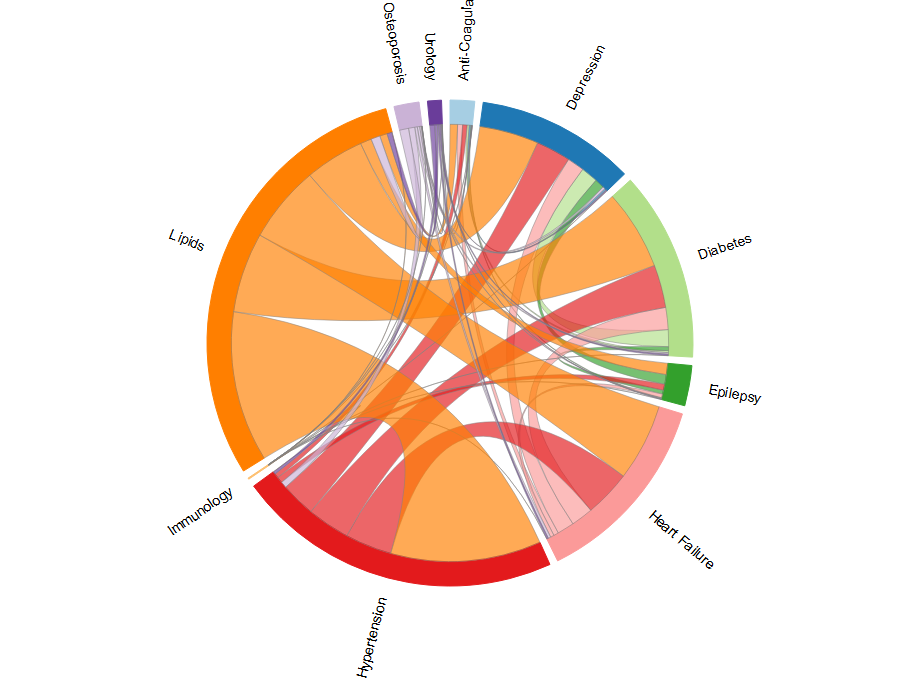 Osteoporosis
Urology
Anti-Coagula
Depression
Diabetes
Epilepsy
Heart Failure
Hypertension
Immunology
Lipids